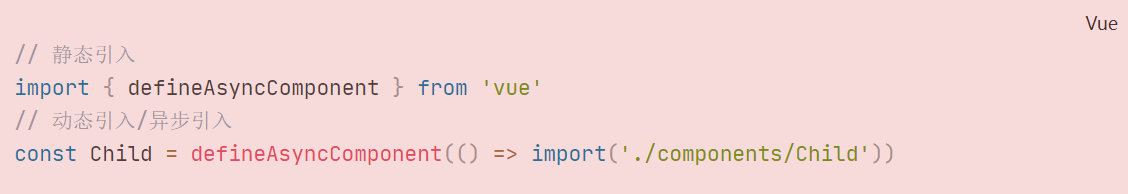 Vue
// 静态引入
import { defineAsyncComponent } from 'vue'
// 动态引入/异步引入
const Child = defineAsyncComponent(() => import('./components/Child'))